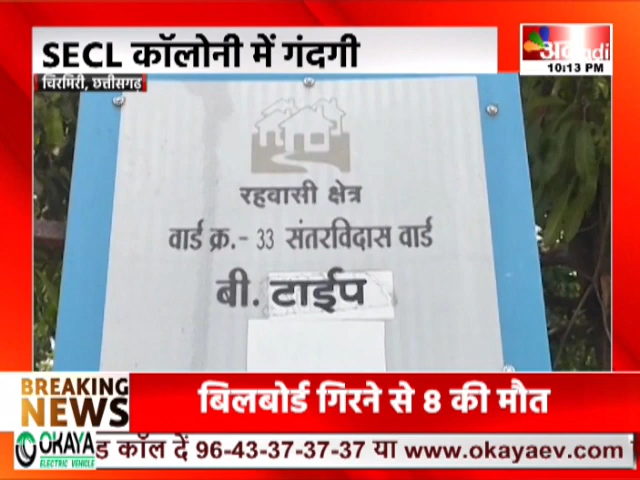 SECL कॉलोनी में गंदगी
चिरमिरी, छत्तीसगढ़
10:13 PM
रहवासी क्षेत्र
वार्ड क्र.- 33 संतरविदास वार्ड
बी. टाईप
BREAKING NEWS
बिलबोर्ड गिरने से 8 की मौत
OKAYA
ELECTRIC VEHICLE
कॉल दें 96-43-37-37-37 या www.okayaev.com